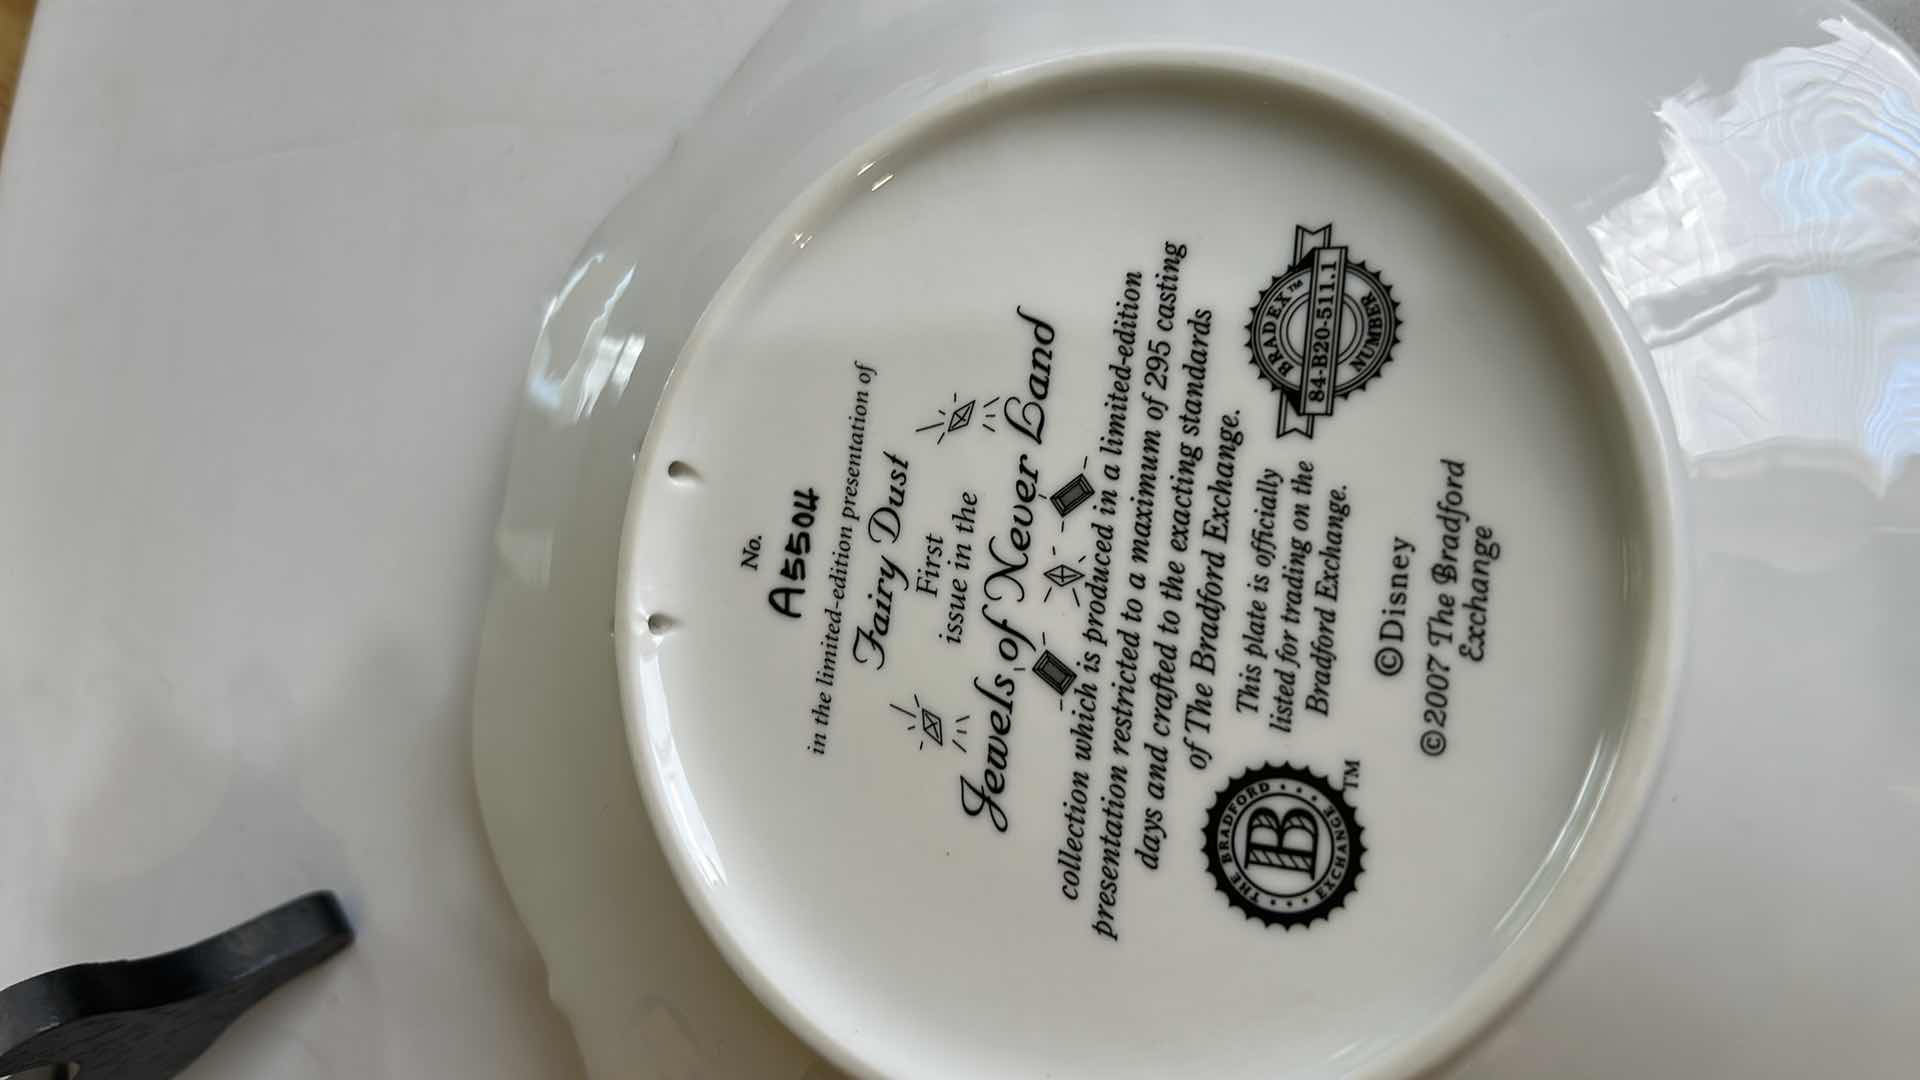 No.
A5504
in the limited-edition presentation of
Fairy Dust
First
issue in the
Jewels of Never Land
collection which is produced in a limited-edition
presentation restricted to a maximum of 295 casting
days and crafted to the exacting standards
of The Bradford Exchange.
This plate is officially
listed for trading on the
Bradford Exchange.
THE BRADFORD
B
EXCHANGE
TM
BRADEX™
84-B20-511.1
NUMBER
©Disney
©2007 The Bradford
Exchange